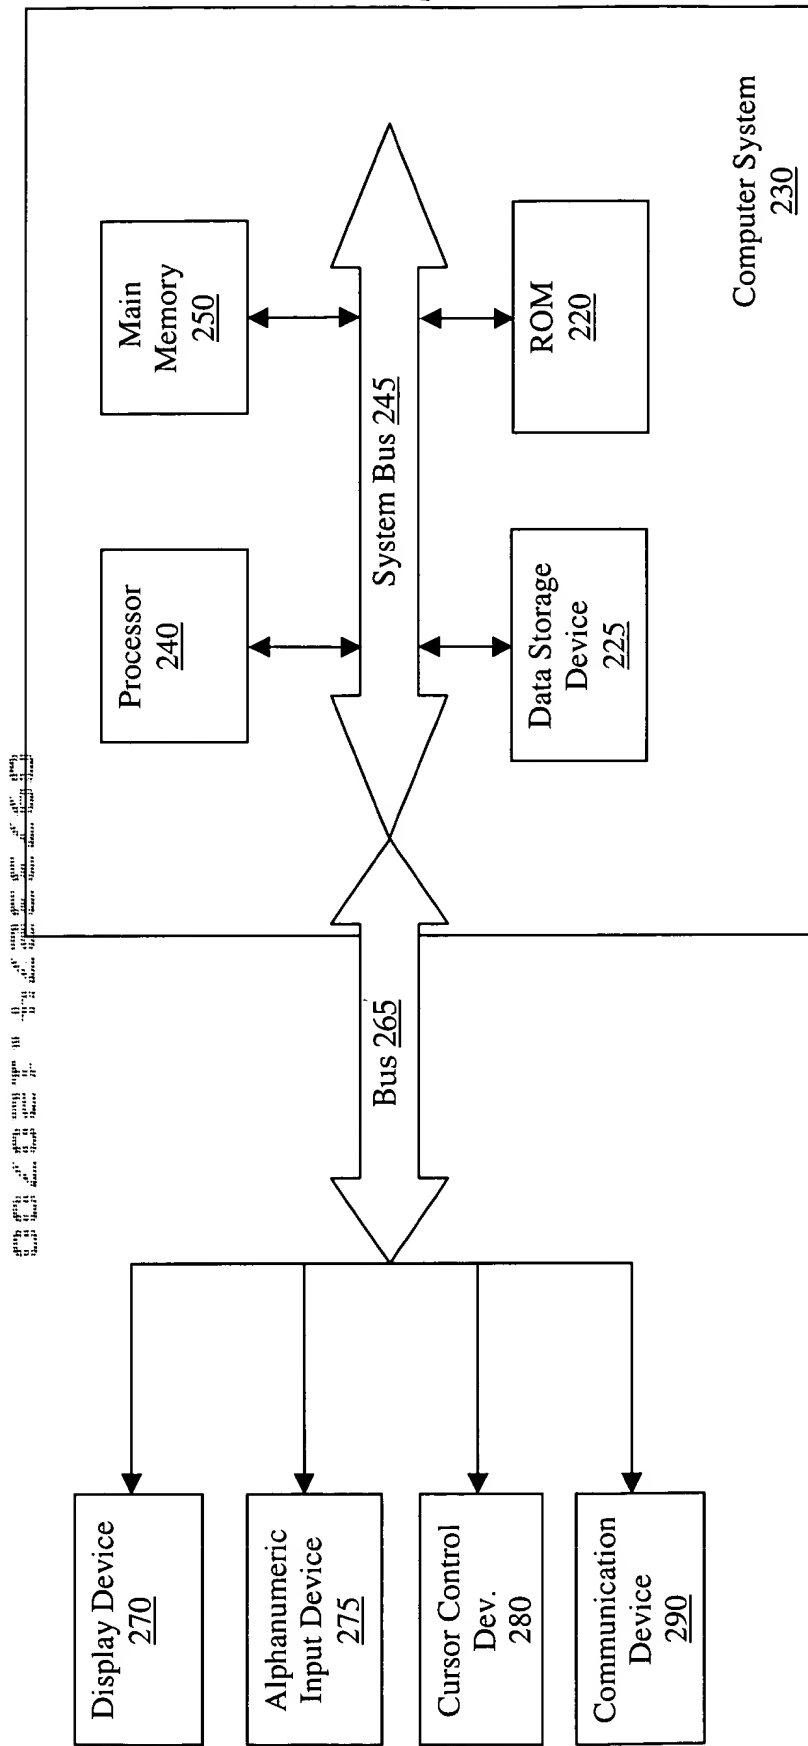 Display Device
270
Alphanumeric
Input Device
275
Cursor Control
Dev. 280
Communication
Device
290
Bus 265
Processor
240
Main
Memory
250
System Bus 245
Data Storage
Device
225
ROM
220
Computer System
230